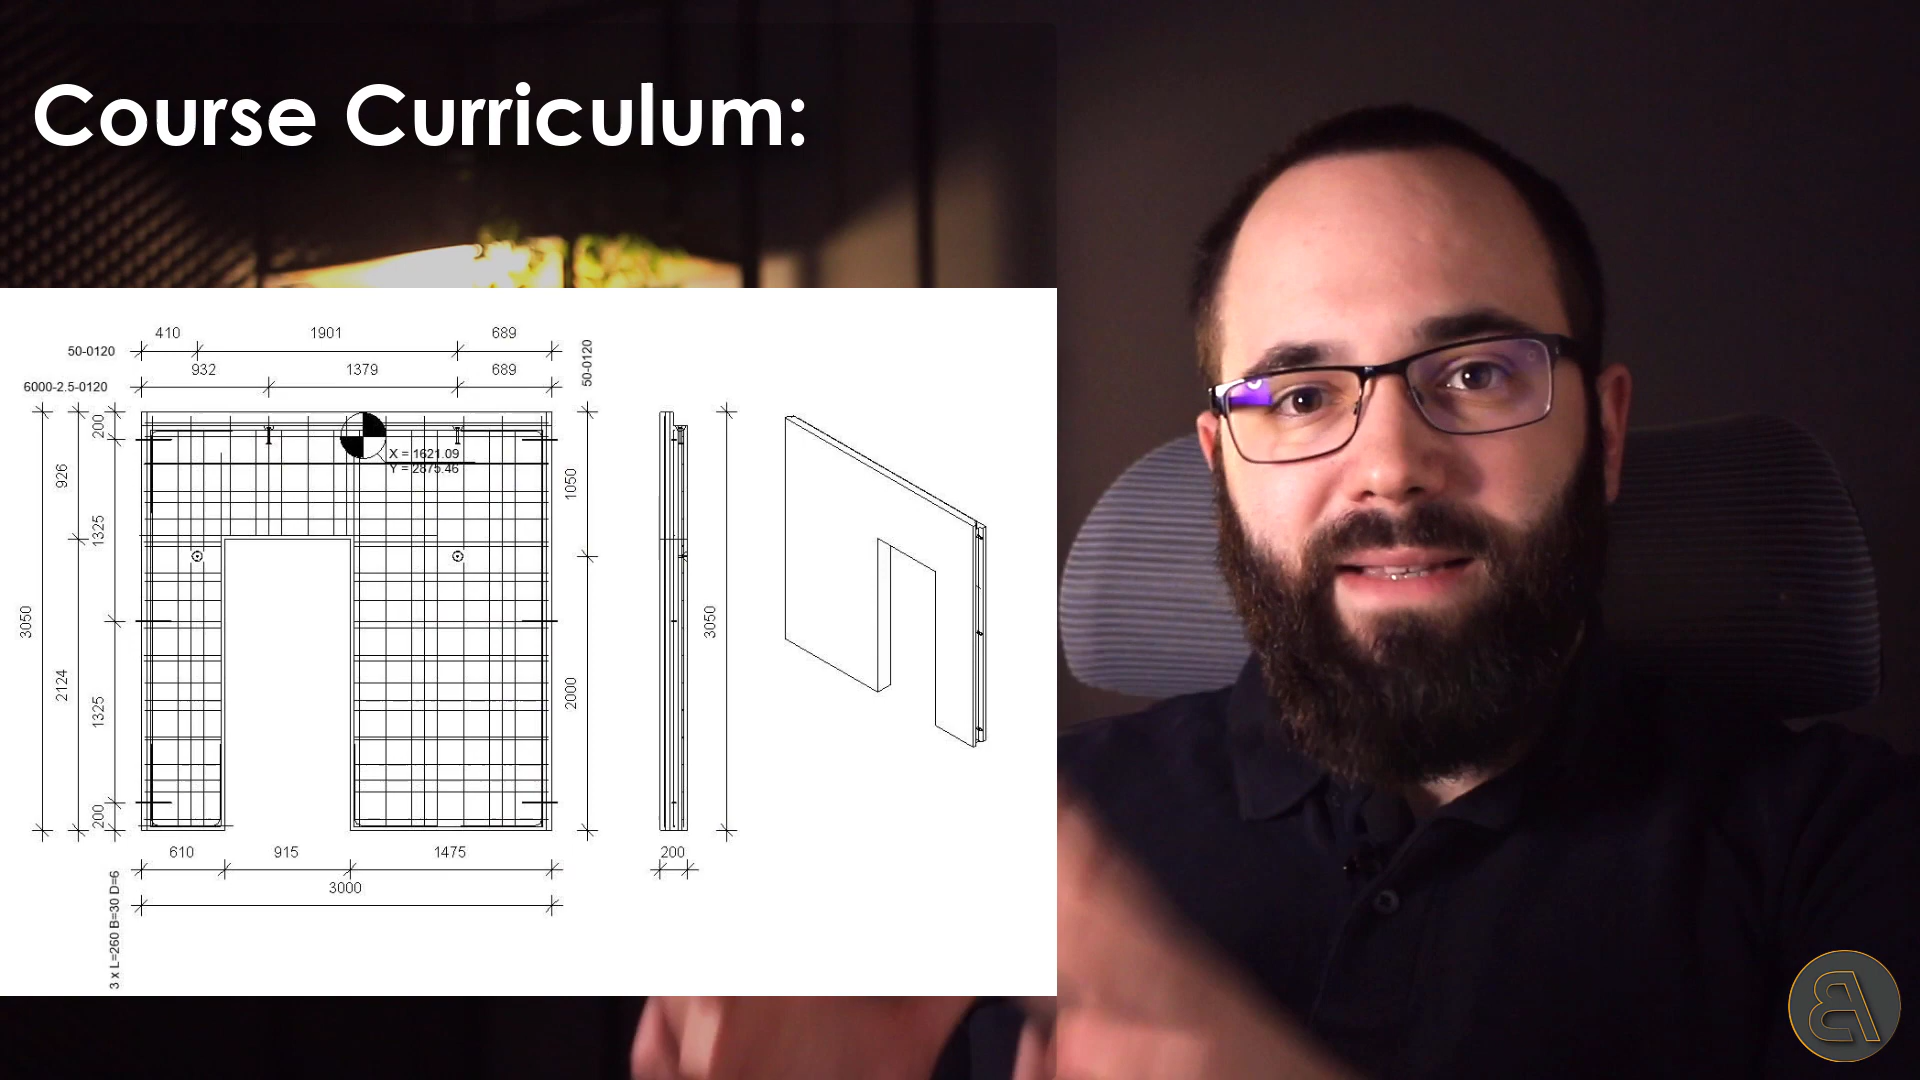 Course Curriculum:
410 1901 689
50-0120
932 1379 689
6000-2.5-0120
50-0120
200
926
1325
3050
2124
1325
200
X = 1621.09
Y = 2875.46
1050
2000
3050
610 915 1475
200
3000
3 x L=260 B=30 D=6
BA